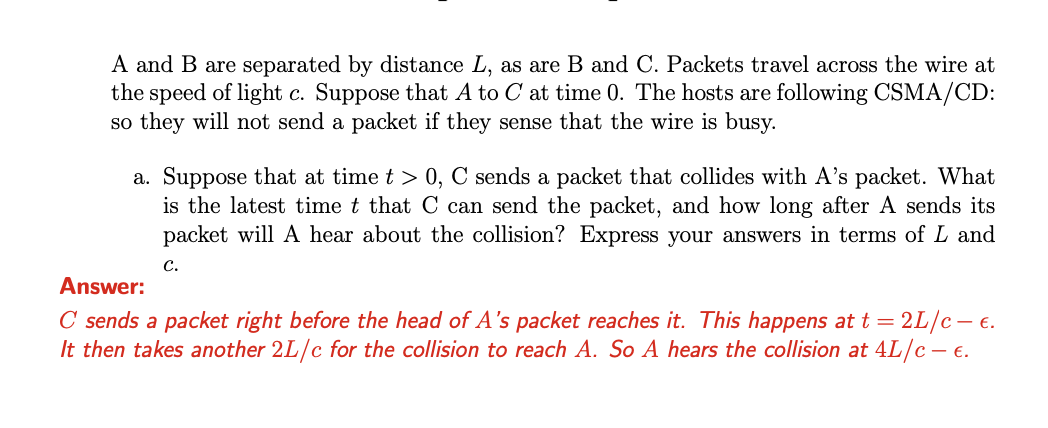 A and B are separated by distance L, as are B and C. Packets travel across the wire at
the speed of light c. Suppose that A to C at time 0. The hosts are following CSMA/CD:
so they will not send a packet if they sense that the wire is busy.
a. Suppose that at time t > 0, C sends a packet that collides with A's packet. What
is the latest time t that C can send the packet, and how long after A sends its
packet will A hear about the collision? Express your answers in terms of L and
c.
Answer:
C sends a packet right before the head of A's packet reaches it. This happens at t = 2L/c − ϵ.
It then takes another 2L/c for the collision to reach A. So A hears the collision at 4L/c − ϵ.